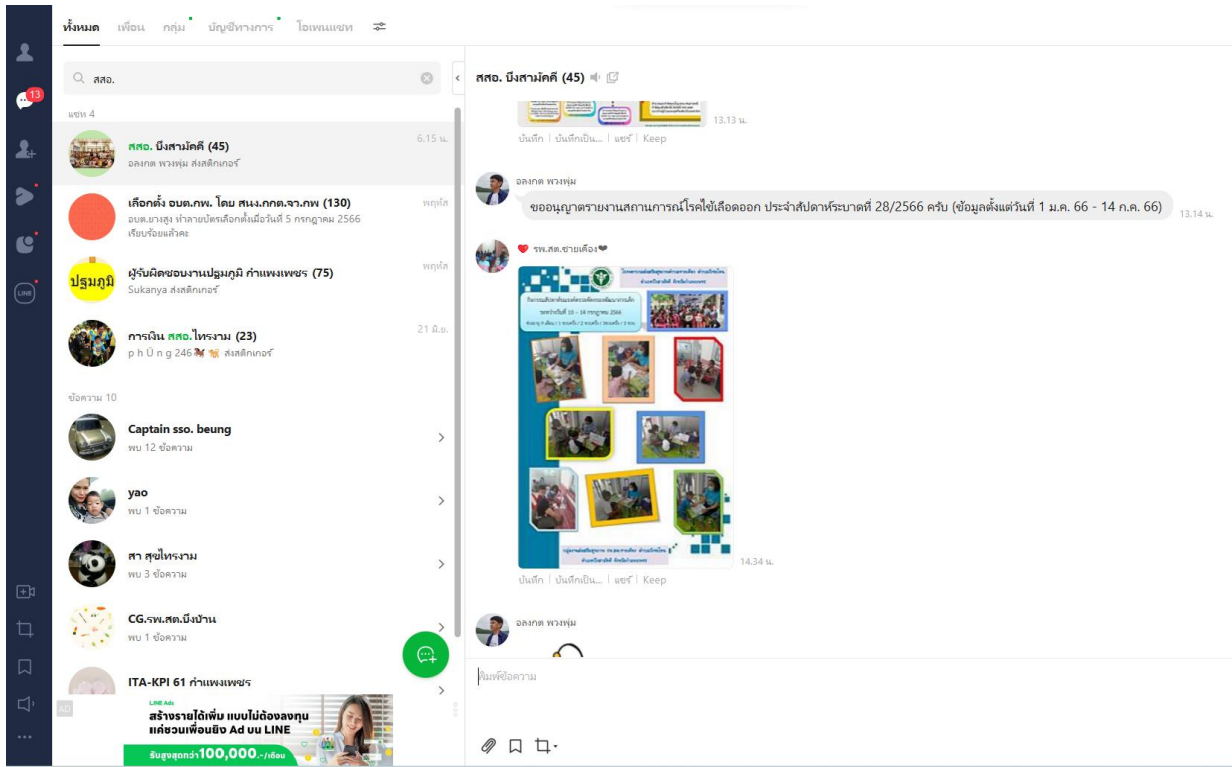 ทั้งหมด เพื่อน กลุ่ม บัญชีทางการ โอเพนแชท
13
สสอ.
แชท 4
สสอ. บึงสามัคคี (45)
6.15 น.
อลงกต พวงพุ่ม ส่งสติกเกอร์
เลือกตั้ง อบต.กพ. โดย สนง.กกต.จว.กพ (130)
พฤหัส
อบต.ยางสูง ทำลายบัตรเลือกตั้งเมื่อวันที่ 5 กรกฎาคม 2566
เรียบร้อยแล้วคะ
ปฐมภูมิ
ผู้รับผิดชอบงานปฐมภูมิ กำแพงเพชร (75)
พฤหัส
Sukanya ส่งสติกเกอร์
การเงิน สสอ.ไทรงาม (23)
21 มิ.ย.
p h Ú n g 246 ส่งสติกเกอร์
ข้อความ 10
Captain sso. beung
พบ 12 ข้อความ
yao
พบ 1 ข้อความ
สา สุขไทรงาม
พบ 3 ข้อความ
CG.รพ.สต.บึงบ้าน
พบ 1 ข้อความ
ITA-KPI 61 กำแพงเพชร
AD
LINE Ads
สร้างรายได้เพิ่ม แบบไม่ต้องลงทุน
แค่ชวนเพื่อนยิง Ad บน LINE
รับสูงสุดกว่า 100,000.-/เดือน
LINE
สสอ. บึงสามัคคี (45)
13.13 น.
บันทึก บันทึกเป็น... แชร์ Keep
อลงกต พวงพุ่ม
ขออนุญาตรายงานสถานการณ์โรคไข้เลือดออก ประจำสัปดาห์ระบาดที่ 28/2566 ครับ (ข้อมูลตั้งแต่วันที่ 1 ม.ค. 66 - 14 ก.ค. 66)
13.14 น.
รพ.สต.ชายเคือง
ระหว่างวันที่ 10 – 14 กรกฎาคม 2566
14.34 น.
บันทึก บันทึกเป็น... แชร์ Keep
อลงกต พวงพุ่ม
พิมพ์ข้อความ